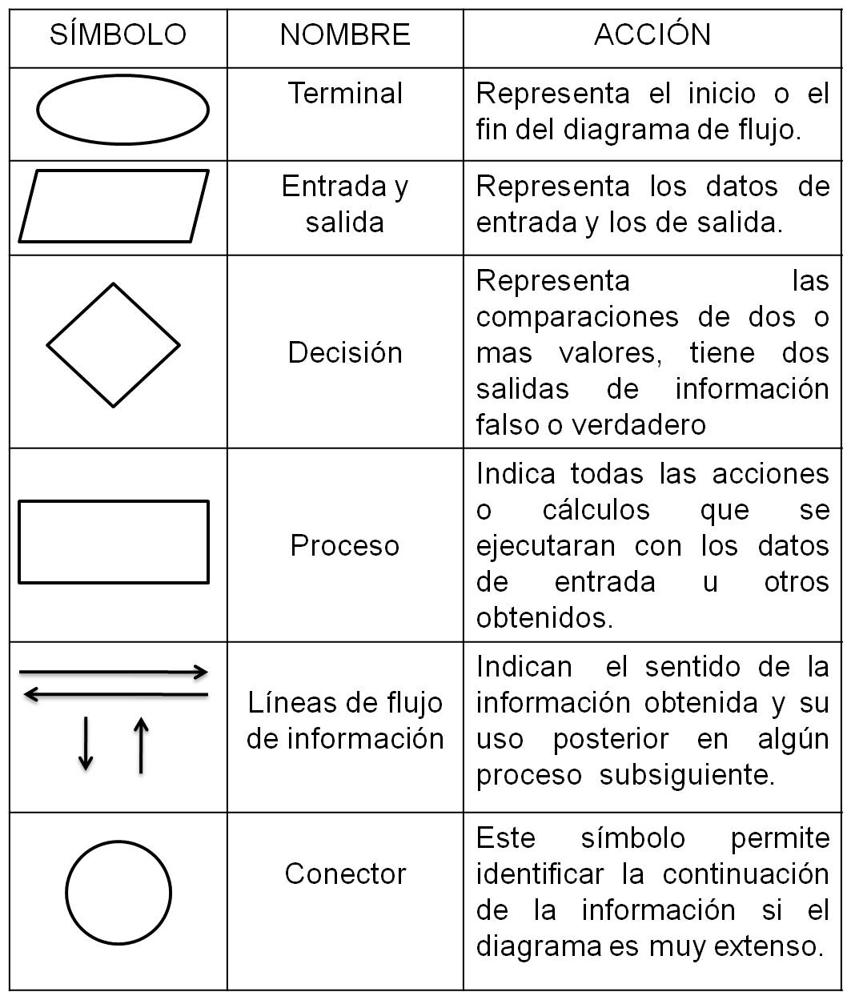 SÍMBOLO
NOMBRE
ACCIÓN
Terminal
Representa el inicio o el
fin del diagrama de flujo.
Entrada y
salida
Representa los datos de
entrada y los de salida.
Decisión
Representa las
comparaciones de dos o
mas valores, tiene dos
salidas de información
falso o verdadero
Proceso
Indica todas las acciones
o cálculos que se
ejecutaran con los datos
de entrada u otros
obtenidos.
Líneas de flujo
de información
Indican el sentido de la
información obtenida y su
uso posterior en algún
proceso subsiguiente.
Conector
Este símbolo permite
identificar la continuación
de la información si el
diagrama es muy extenso.